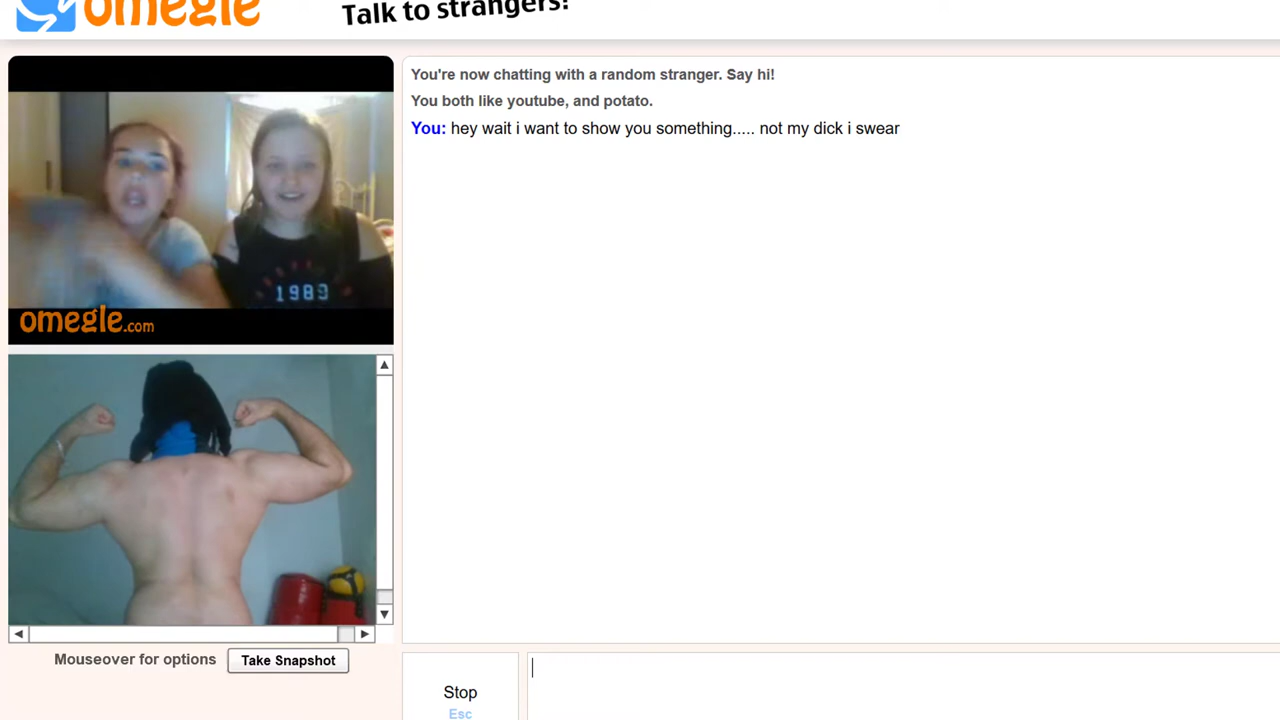 omegle
Talk to strangers!
You're now chatting with a random stranger. Say hi!
You both like youtube, and potato.
You: hey wait i want to show you something..... not my dick i swear
1989
omegle.com
Mouseover for options
Take Snapshot
Stop
Esc